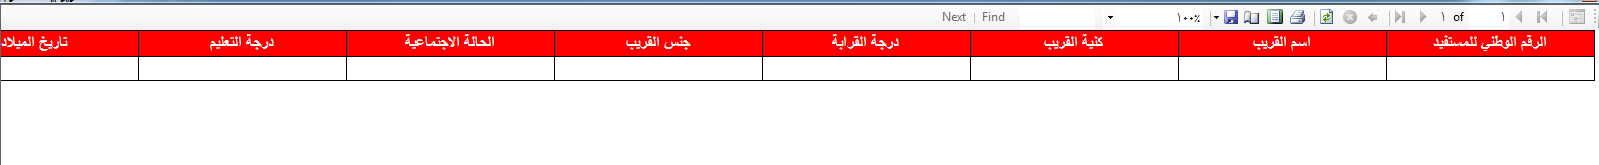 Next | Find ١٠٠٪ ١ of ١
الرقم الوطني للمستفيد اسم القريب كنية القريب درجة القرابة جنس القريب الحالة الاجتماعية درجة التعليم تاريخ الميلاد